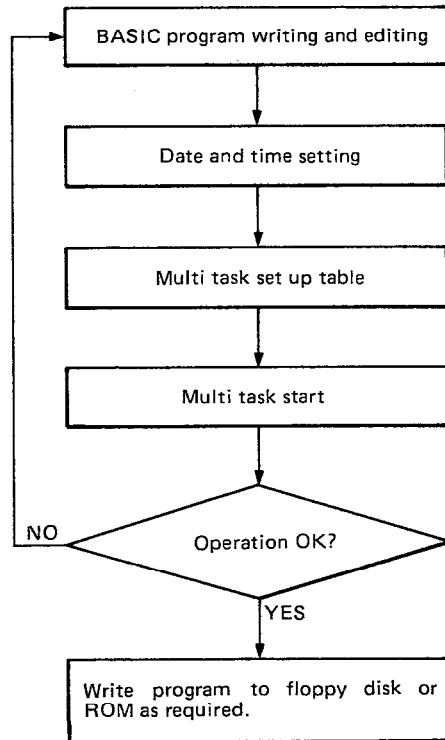 BASIC program writing and editing
Date and time setting
Multi task set up table
Multi task start
Operation OK?
NO
YES
Write program to floppy disk or
ROM as required.